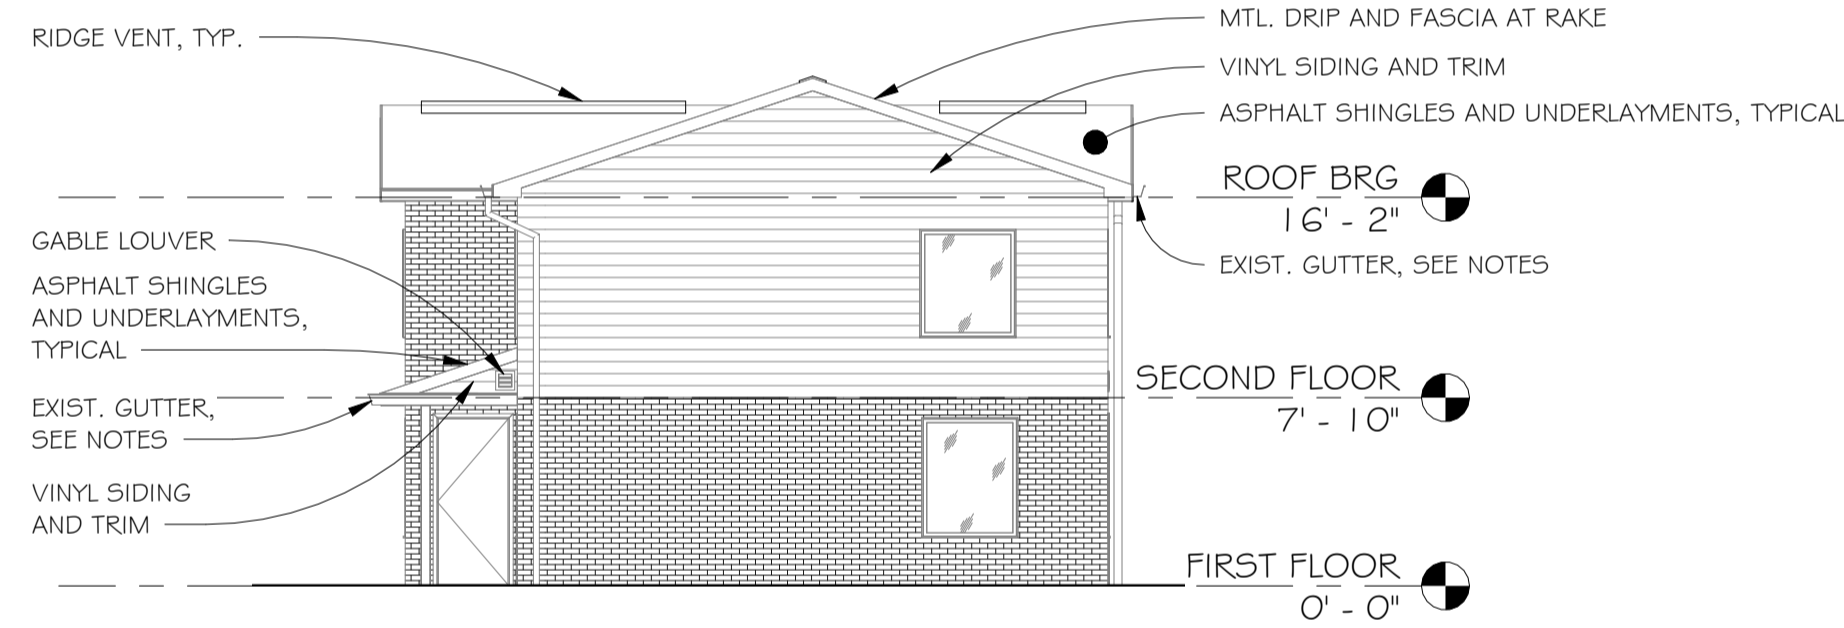 RIDGE VENT, TYP.
GABLE LOUVER
ASPHALT SHINGLES
AND UNDERLAYMENTS,
TYPICAL
EXIST. GUTTER,
SEE NOTES
VINYL SIDING
AND TRIM
MTL. DRIP AND FASCIA AT RAKE
VINYL SIDING AND TRIM
ASPHALT SHINGLES AND UNDERLAYMENTS, TYPICAL
ROOF BRG
16' - 2"
EXIST. GUTTER, SEE NOTES
SECOND FLOOR
7' - 10"
FIRST FLOOR
0' - 0"